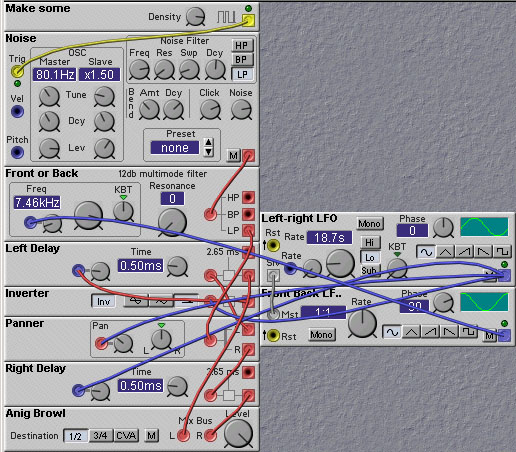 Make some
Density
Noise
Noise Filter
Trig
OSC
Master Slave
80.1Hz x1.50
Freq Res Swp Dcy
HP
BP
LP
Vel
Tune
Bend
Amt Dcy Click Noise
Dcy
Pitch
Lev
Preset
none
M
Front or Back
12db multimode filter
Freq
7.46kHz
KBT
Resonance
0
HP
BP
LP
Left Delay
Time
0.50ms
2.65 ms
Inverter
Inv
Panner
Pan
L R
R
Right Delay
Time
0.50ms
2.65 ms
Anig Browl
Mix Bus
Level
Destination 1/2 3/4 CVA M L R
Left-right LFO
Mono
Phase
0
Rst
Rate
18.7s
Rate
Hi
Lo
Sub
KBT
M
Front Back LF..
Phase
90
Mst
1:1
Rate
Rst
Mono
M